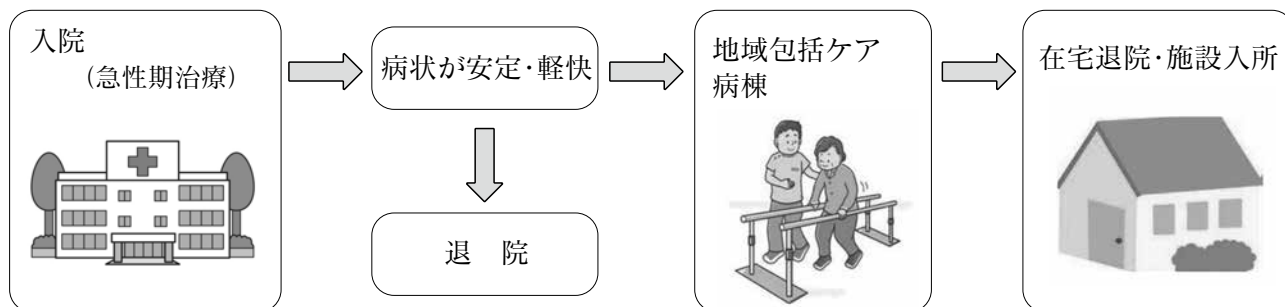 入院
(急性期治療)
病状が安定・軽快
退　院
地域包括ケア
病棟
在宅退院・施設入所